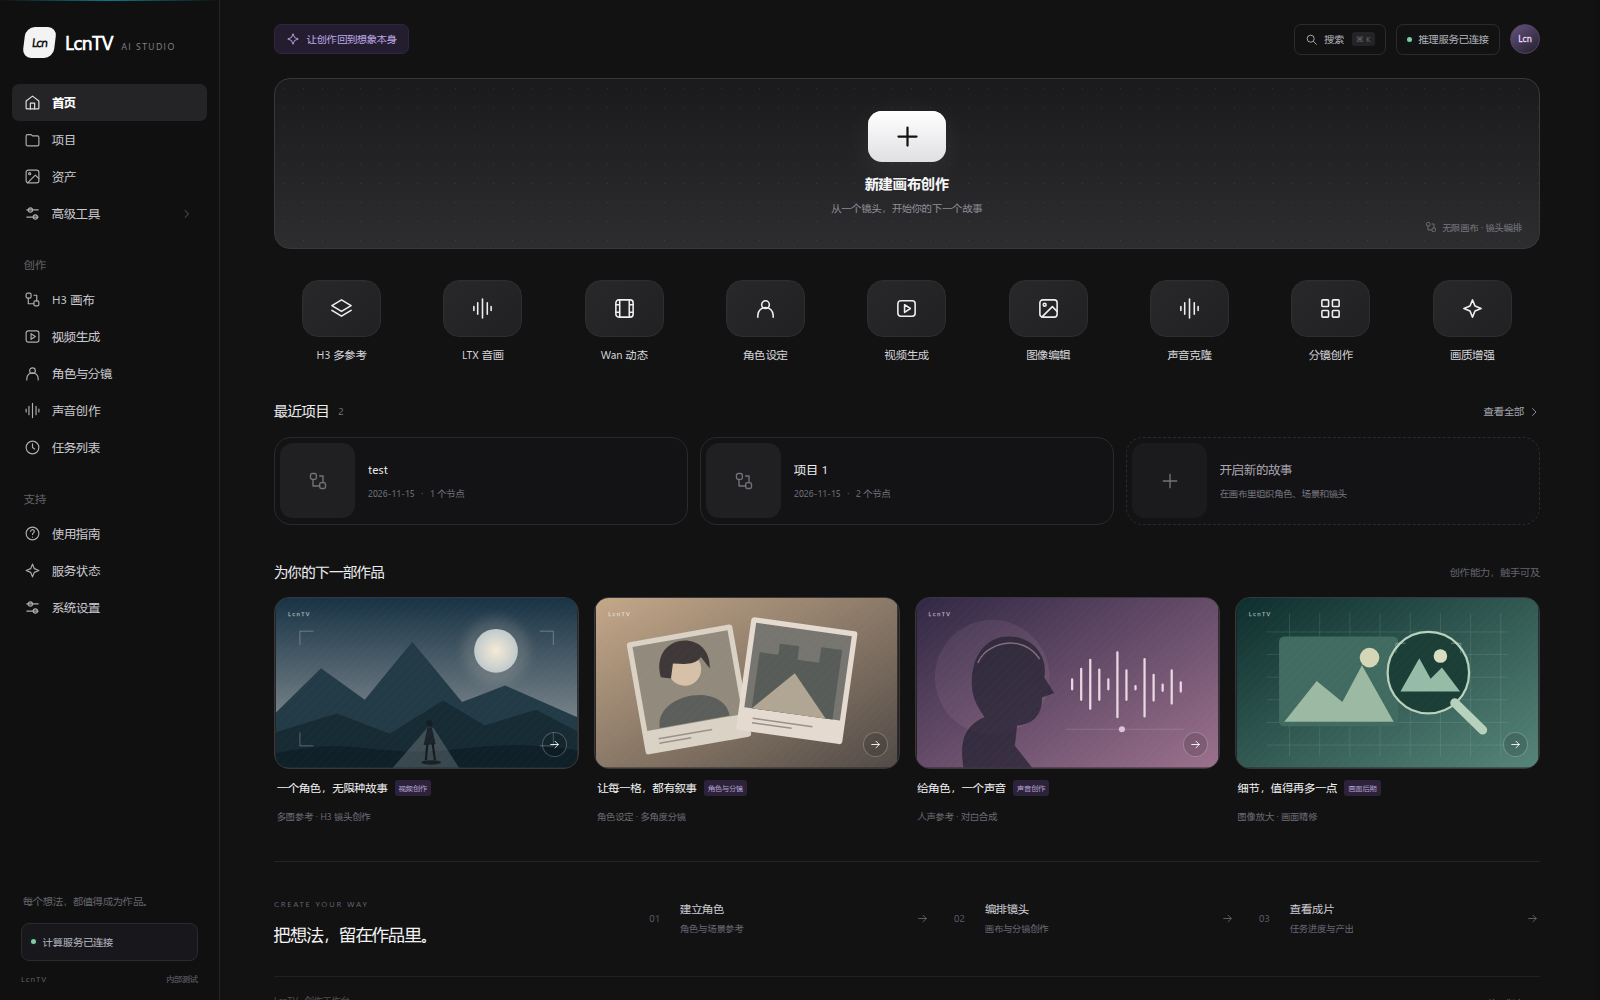 Lcn LcnTV AI STUDIO
首页
项目
资产
高级工具
创作
H3 画布
视频生成
角色与分镜
声音创作
任务列表
支持
使用指南
服务状态
系统设置
每个想法，都值得成为作品。
计算服务已连接
LcnTV 内部测试
让创作回到想象本身
搜索 ⌘ K
推理服务已连接
Lcn
新建画布创作
从一个镜头，开始你的下一个故事
无限画布 · 镜头编排
H3 多参考
LTX 音画
Wan 动态
角色设定
视频生成
图像编辑
声音克隆
分镜创作
画质增强
最近项目 2
查看全部
test
2026-11-15 · 1 个节点
项目 1
2026-11-15 · 2 个节点
开启新的故事
在画布里组织角色、场景和镜头
为你的下一部作品
创作能力，触手可及
LcnTV
一个角色，无限种故事 视频创作
多图参考 · H3 镜头创作
LcnTV
让每一格，都有叙事 角色与分镜
角色设定 · 多角度分镜
LcnTV
给角色，一个声音 声音创作
人声参考 · 对白合成
LcnTV
细节，值得再多一点 画面后期
图像放大 · 画面精修
CREATE YOUR WAY
把想法，留在作品里。
01 建立角色
角色与场景参考
02 编排镜头
画布与分镜创作
03 查看成片
任务进度与产出